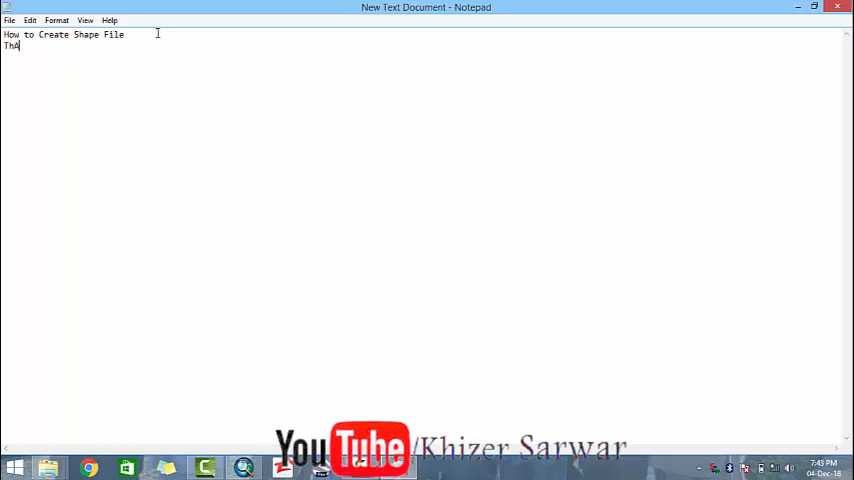 New Text Document - Notepad
File Edit Format View Help
How to Create Shape File
ThA
YouTube/Khizer Sarwar
7:43 PM
04-Dec-18